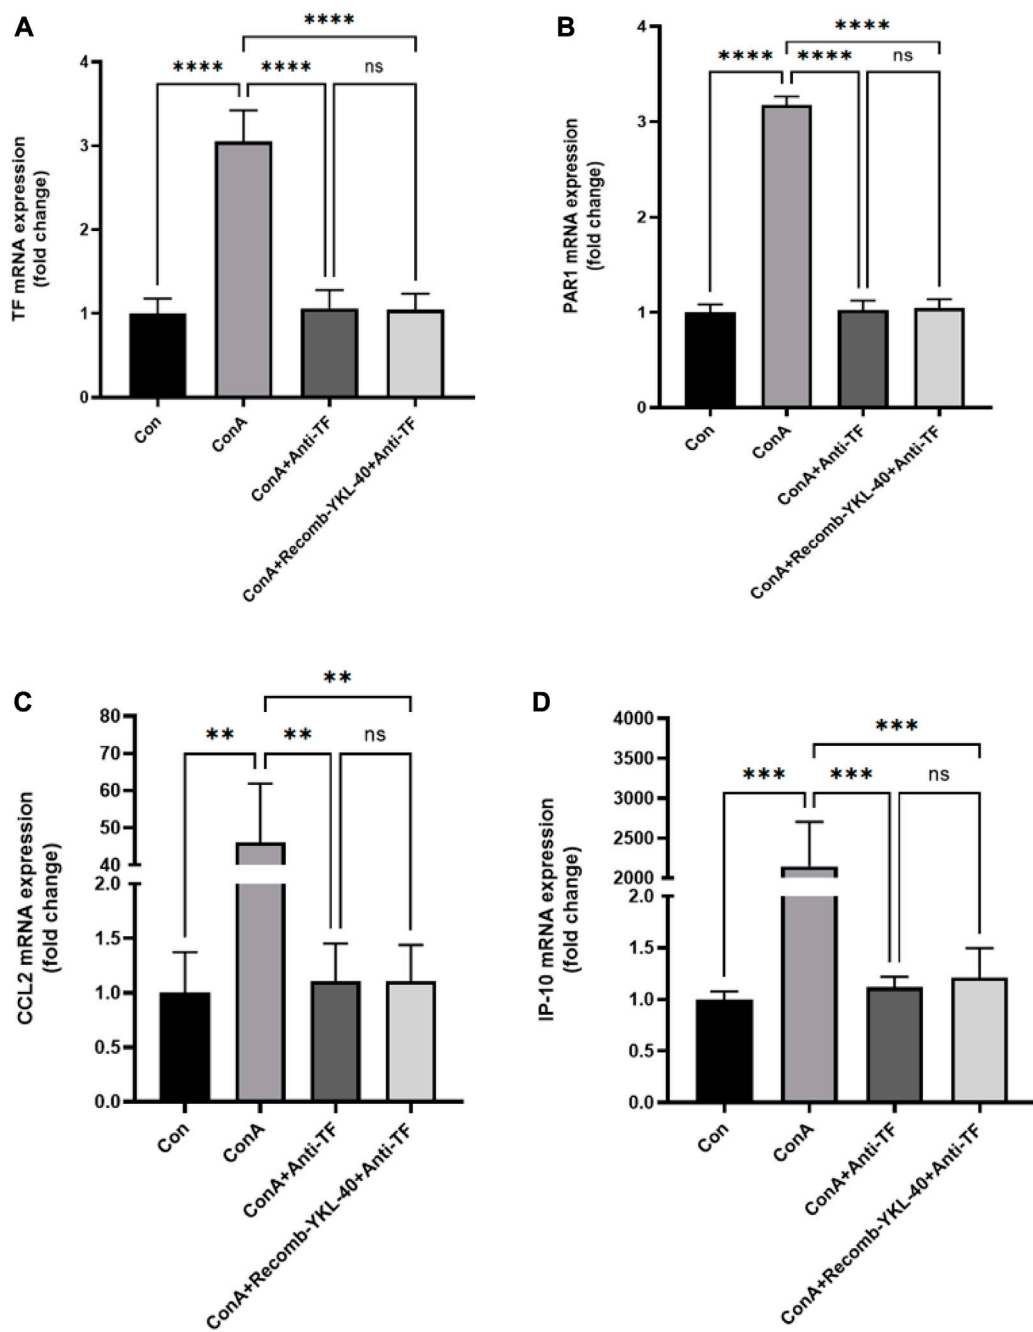 A
****
****
****
ns
TF mRNA expression
(fold change)
4
3
2
1
0
Con
ConA
ConA+Anti-TF
ConA+Recomb-YKL-40+Anti-TF
B
****
****
****
ns
PAR1 mRNA expression
(fold change)
4
3
2
1
0
Con
ConA
ConA+Anti-TF
ConA+Recomb-YKL-40+Anti-TF
C
**
**
**
ns
CCL2 mRNA expression
(fold change)
80
70
60
50
40
2.0
1.5
1.0
0.5
0.0
Con
ConA
ConA+Anti-TF
ConA+Recomb-YKL-40+Anti-TF
D
***
***
***
ns
IP-10 mRNA expression
(fold change)
4000
3500
3000
2500
2000
2.0
1.5
1.0
0.5
0.0
Con
ConA
ConA+Anti-TF
ConA+Recomb-YKL-40+Anti-TF